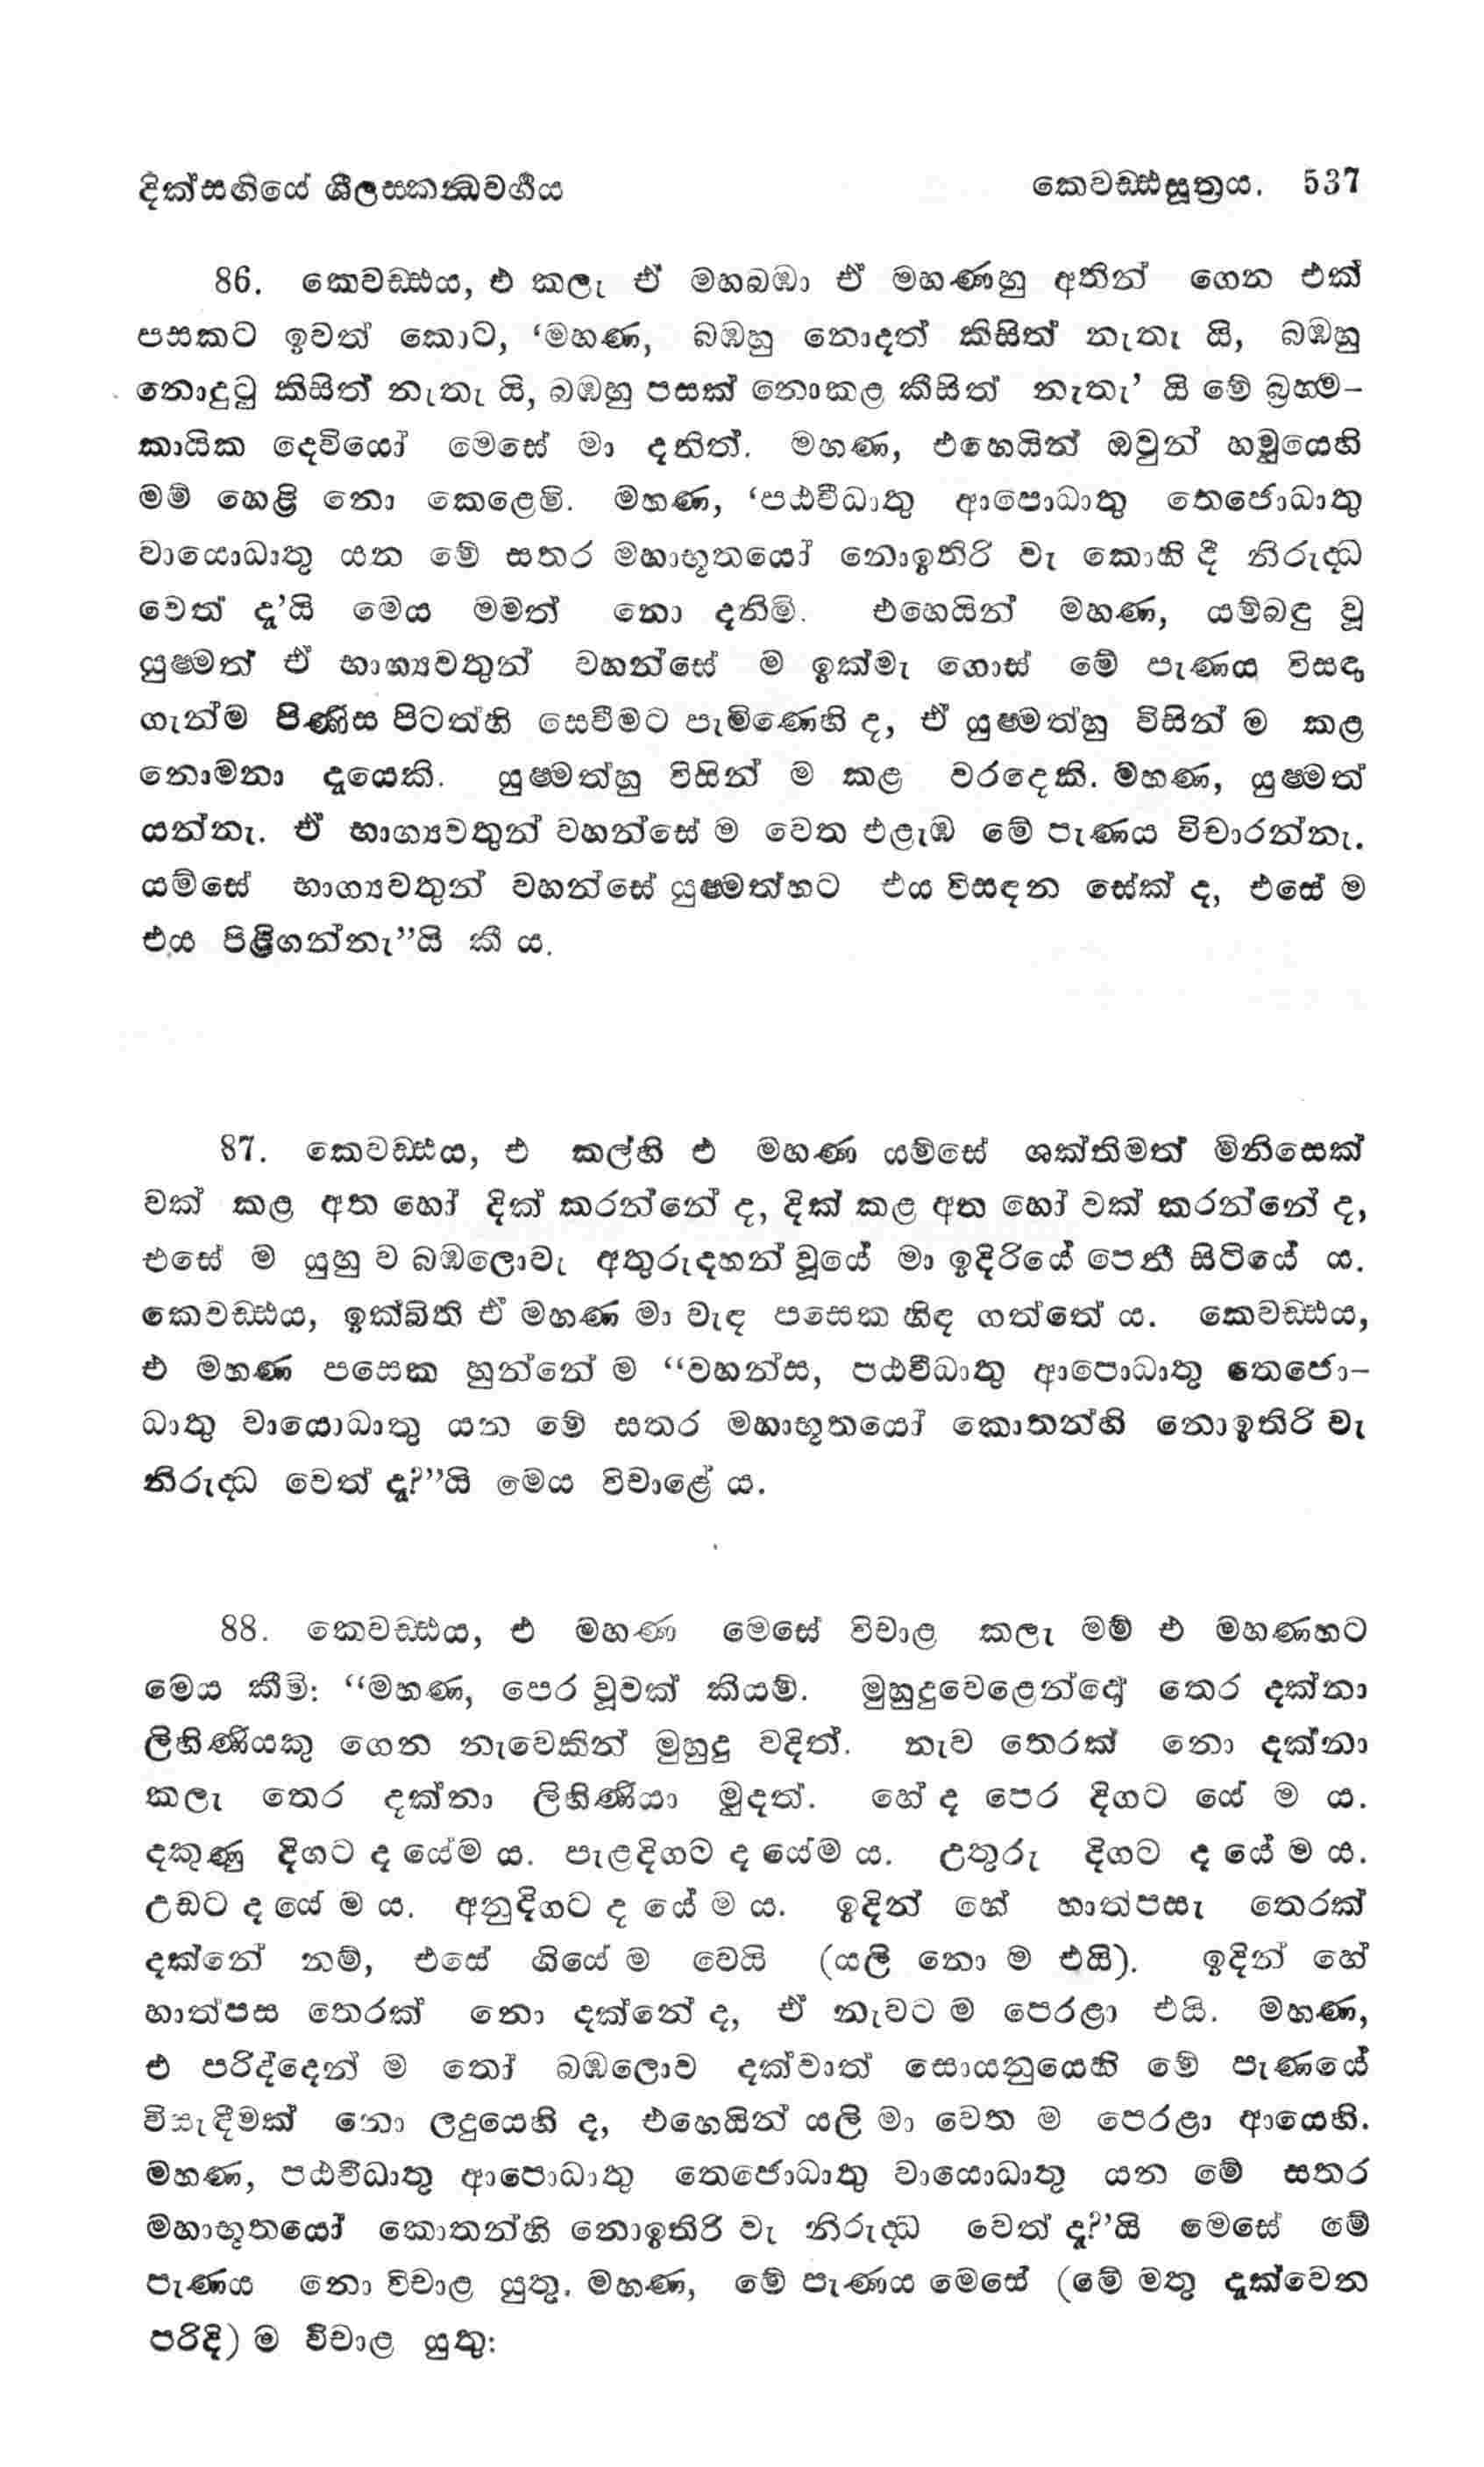 දික්සඟියේ ශීලස්කන්ධවර්ගය
කෙවඩ්ඪසූත්‍රය. 537
86. කෙවඩ්ඪය, එ කලැ ඒ මහබඹා ඒ මහණහු අතින් ගෙන එක්
පසකට ඉවත් කොට, ‘මහණ, බඹහු නොදත් කිසිත් නැතැ යි, බඹහු
නොදුටු කිසිත් නැතැ යි, බඹහු පසක් නොකළ කිසිත් නැතැ’ යි මේ බ්‍රහ්ම-
කායික දෙවියෝ මෙසේ මා දනිත්. මහණ, එහෙයින් ඔවුන් හමුයෙහි
මම් හෙළි නො කෙළෙමි. මහණ, ‘පඨවීධාතු ආපොධාතු තෙජොධාතු
වායොධාතු යන මේ සතර මහාභූතයෝ නොඉතිරි වැ කොහි දී නිරුද්ධ
වෙත් දැ’යි මෙය මමත් නො දනිමි. එහෙයින් මහණ, යම්බඳු වූ
යුෂ්මත් ඒ භාග්‍යවතුන් වහන්සේ ම ඉක්මැ ගොස් මේ පැණය විසඳා
ගැන්ම පිණිස පිටත්හි සෙවීමට පැමිණෙහි ද, ඒ යුෂ්මත්හු විසින් ම කළ
නොමනා දැයෙකි. යුෂ්මත්හු විසින් ම කළ වරදෙකි. මහණ, යුෂ්මත්
යන්නැ. ඒ භාග්‍යවතුන් වහන්සේ ම වෙත එළැඹ මේ පැණය විචාරන්නැ.
යම්සේ භාග්‍යවතුන් වහන්සේ යුෂ්මත්හට එය විසඳන සේක් ද, එසේ ම
එය පිළිගන්නැ”යි කී ය.
87. කෙවඩ්ඪය, එ කල්හි එ මහණ යම්සේ ශක්තිමත් මිනිසෙක්
වක් කළ අත හෝ දික් කරන්නේ ද, දික් කළ අත හෝ වක් කරන්නේ ද,
එසේ ම යුහු ව බඹලොවැ අතුරුදහන් වූයේ මා ඉදිරියේ පෙනී සිටියේ ය.
කෙවඩ්ඪය, ඉක්බිති ඒ මහණ මා වැඳ පසෙක හිඳ ගත්තේ ය. කෙවඩ්ඪය,
එ මහණ පසෙක හුන්නේ ම “වහන්ස, පඨවීධාතු ආපොධාතු තෙජො-
ධාතු වායොධාතු යන මේ සතර මහාභූතයෝ කොතන්හි නොඉතිරි වැ
නිරුද්ධ වෙත් දැ?”යි මෙය විචාළේ ය.
88. කෙවඩ්ඪය, එ මහණ මෙසේ විචාළ කලැ මම් එ මහණහට
මෙය කීමි: “මහණ, පෙර වූවක් කියම්. මුහුදුවෙළෙන්දෝ තෙර දක්නා
ලිහිණියකු ගෙන නැවෙකින් මුහුදු වදිත්. නැව තෙරක් නො දක්නා
කලැ තෙර දක්නා ලිහිණියා මුදත්. හේ ද පෙර දිගට යේ ම ය.
දකුණු දිගට ද යේම ය. පැළදිගට ද යේම ය. උතුරු දිගට ද යේ ම ය.
උඩට ද යේ ම ය. අනුදිගට ද යේ ම ය. ඉදින් හේ හාත්පසැ තෙරක්
දක්නේ නම්, එසේ ගියේ ම වෙයි (යලි නො ම එයි). ඉදින් හේ
හාත්පස තෙරක් නො දක්නේ ද, ඒ නැවට ම පෙරළා එයි. මහණ,
එ පරිද්දෙන් ම තෝ බඹලොව දක්වාත් සොයනුයෙහි මේ පැණයේ
විසැඳීමක් නො ලදුයෙහි ද, එහෙයින් යලි මා වෙත ම පෙරළා ආයෙහි.
මහණ, පඨවීධාතු ආපොධාතු තෙජොධාතු වායොධාතු යන මේ සතර
මහාභූතයෝ කොතන්හි නොඉතිරි වැ නිරුද්ධ වෙත් දැ?’යි මෙසේ මේ
පැණය නො විචාළ යුතු. මහණ, මේ පැණය මෙසේ (මේ මතු දැක්වෙන
පරිදි) ම විචාළ යුතු: